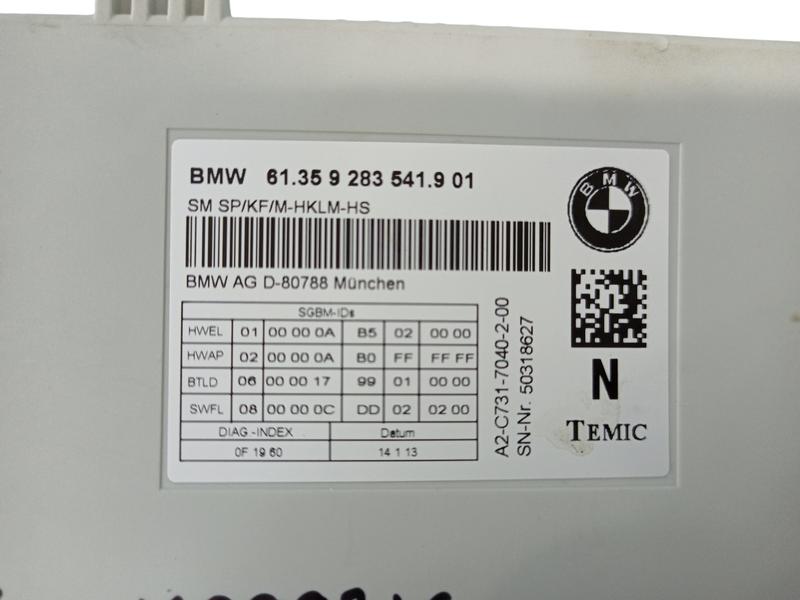 BMW 61.35 9 283 541.9 01
SM SP/KF/M-HKLM-HS
BMW AG D-80788 München
BMW
SGBM-IDs
HWEL 01 00 00 0A B5 02 00 00
HWAP 02 00 00 0A B0 FF FF FF
BTLD 06 00 00 17 99 01 00 00
SWFL 08 00 00 0C DD 02 02 00
DIAG-INDEX Datum
0F 19 60 14 1 13
A2-C731-7040-2-00
SN-Nr. 50318627
N
TEMIC